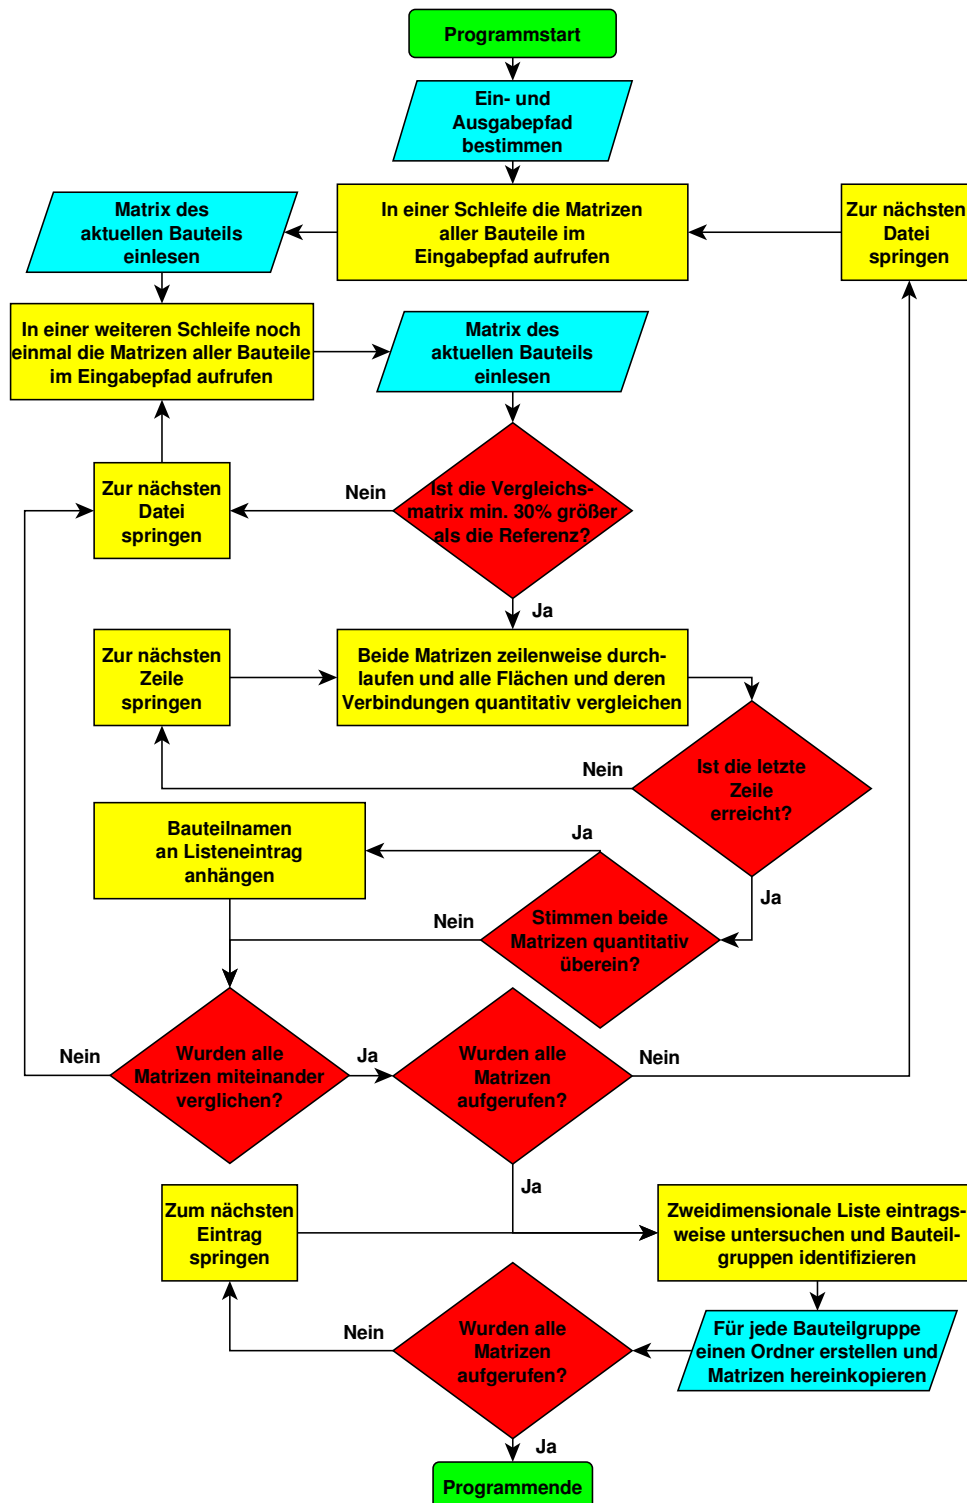 Programmstart
Ein- und
Ausgabepfad
bestimmen
In einer Schleife die Matrizen
aller Bauteile im
Eingabepfad aufrufen
Zur nächsten
Datei
springen
Matrix des
aktuellen Bauteils
einlesen
In einer weiteren Schleife noch
einmal die Matrizen aller Bauteile
im Eingabepfad aufrufen
Matrix des
aktuellen Bauteils
einlesen
Ist die Vergleichs-
matrix min. 30% größer
als die Referenz?
Nein
Zur nächsten
Datei
springen
Ja
Beide Matrizen zeilenweise durch-
laufen und alle Flächen und deren
Verbindungen quantitativ vergleichen
Zur nächsten
Zeile
springen
Nein
Ist die letzte
Zeile
erreicht?
Ja
Stimmen beide
Matrizen quantitativ
überein?
Ja
Bauteilnamen
an Listeneintrag
anhängen
Nein
Wurden alle
Matrizen miteinander
verglichen?
Nein
Ja
Wurden alle
Matrizen
aufgerufen?
Nein
Ja
Zweidimensionale Liste eintrags-
weise untersuchen und Bauteil-
gruppen identifizieren
Zum nächsten
Eintrag
springen
Für jede Bauteilgruppe
einen Ordner erstellen und
Matrizen hereinkopieren
Wurden alle
Matrizen
aufgerufen?
Nein
Ja
Programmende